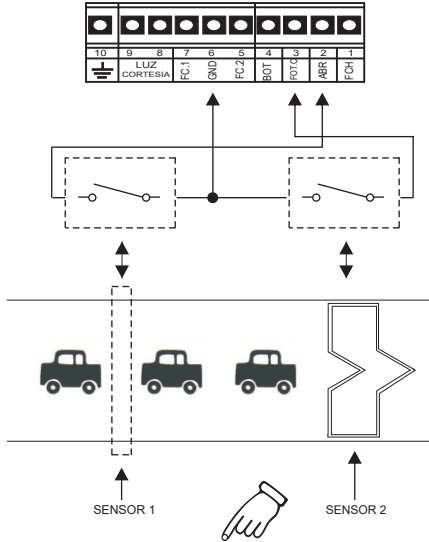 10 9 8 7 6 5 4 3 2 1
LUZ
CORTESIA
FC.1
GND
FC.2
BOT
FOT.C
ABR
FCH
SENSOR 1
SENSOR 2